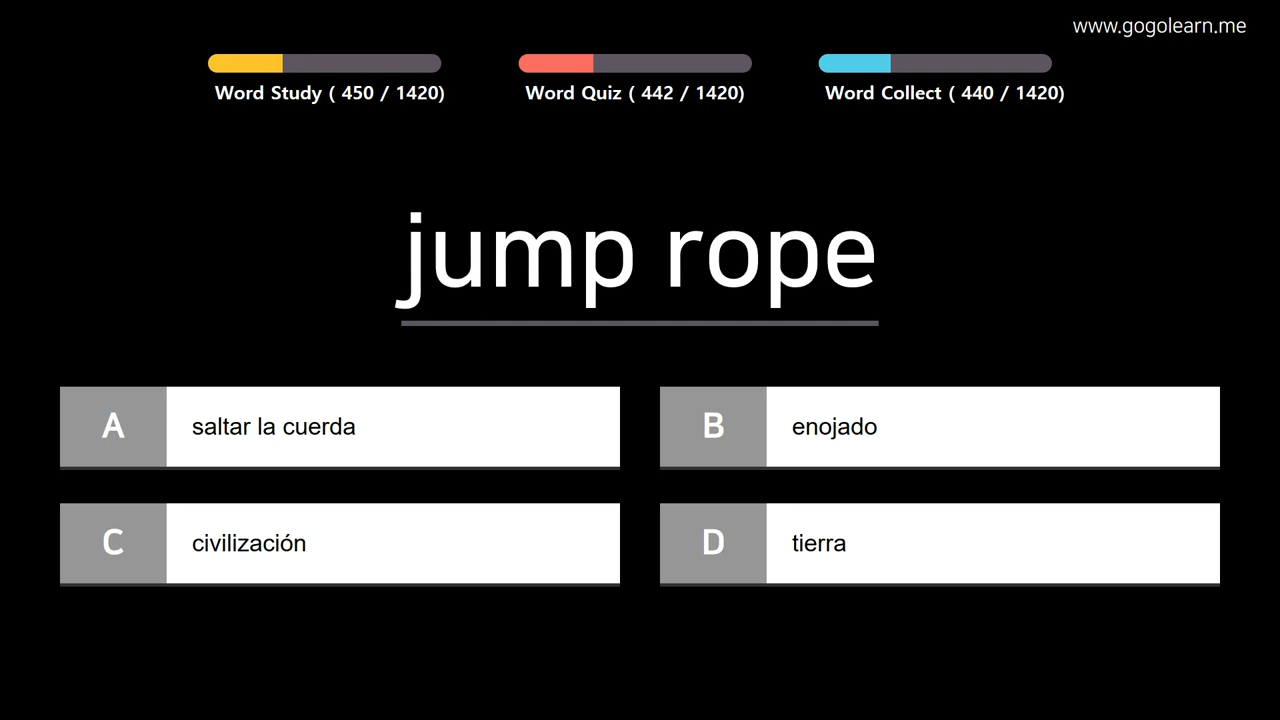 www.gogolearn.me
Word Study ( 450 / 1420)
Word Quiz ( 442 / 1420)
Word Collect ( 440 / 1420)
jump rope
A saltar la cuerda
B enojado
C civilización
D tierra